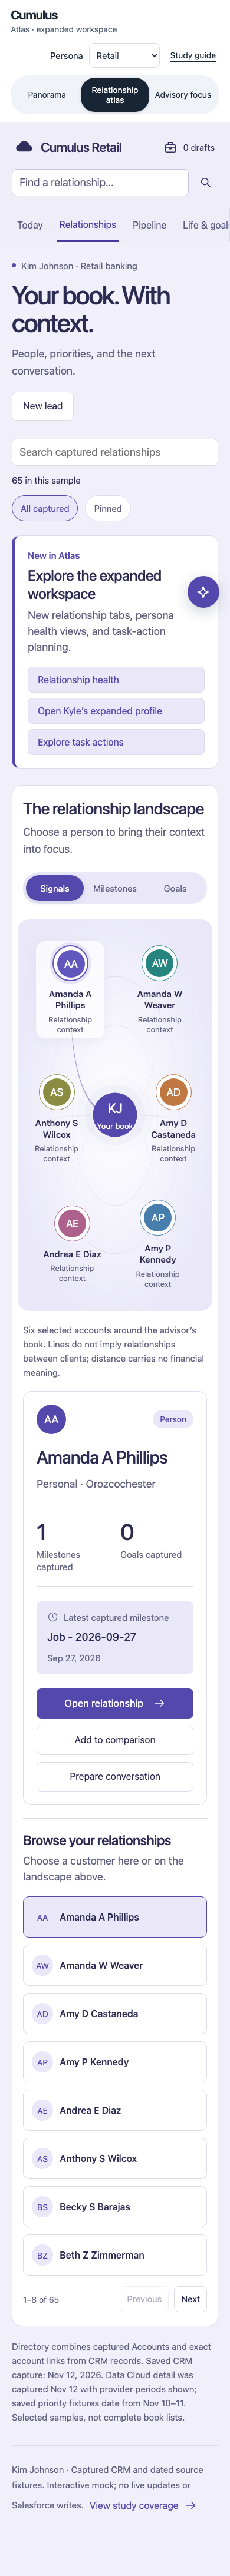 Cumulus
Atlas · expanded workspace
Persona Retail Study guide
Panorama Relationship atlas Advisory focus
Cumulus Retail 0 drafts
Find a relationship...
Today Relationships Pipeline Life & goals
Kim Johnson · Retail banking
Your book. With
context.
People, priorities, and the next
conversation.
New lead
Search captured relationships
65 in this sample
All captured Pinned
New in Atlas
Explore the expanded
workspace
New relationship tabs, persona
health views, and task-action
planning.
Relationship health
Open Kyle's expanded profile
Explore task actions
The relationship landscape
Choose a person to bring their context
into focus.
Signals Milestones Goals
AA
Amanda A
Phillips
Relationship
context
AW
Amanda W
Weaver
Relationship
context
AS
Anthony S
Wilcox
Relationship
context
KJ
Your book
AD
Amy D
Castaneda
Relationship
context
AE
Andrea E Diaz
Relationship
context
AP
Amy P
Kennedy
Relationship
context
Six selected accounts around the advisor's
book. Lines do not imply relationships
between clients; distance carries no financial
meaning.
AA Person
Amanda A Phillips
Personal · Orozcochester
1 0
Milestones
captured
Goals captured
Latest captured milestone
Job - 2026-09-27
Sep 27, 2026
Open relationship →
Add to comparison
Prepare conversation
Browse your relationships
Choose a customer here or on the
landscape above.
AA Amanda A Phillips
AW Amanda W Weaver
AD Amy D Castaneda
AP Amy P Kennedy
AE Andrea E Diaz
AS Anthony S Wilcox
BS Becky S Barajas
BZ Beth Z Zimmerman
1–8 of 65 Previous Next
Directory combines captured Accounts and exact
account links from CRM records. Saved CRM
capture: Nov 12, 2026. Data Cloud detail was
captured Nov 12 with provider periods shown;
saved priority fixtures date from Nov 10–11.
Selected samples, not complete book lists.
Kim Johnson · Captured CRM and dated source
fixtures. Interactive mock; no live updates or
Salesforce writes. View study coverage →